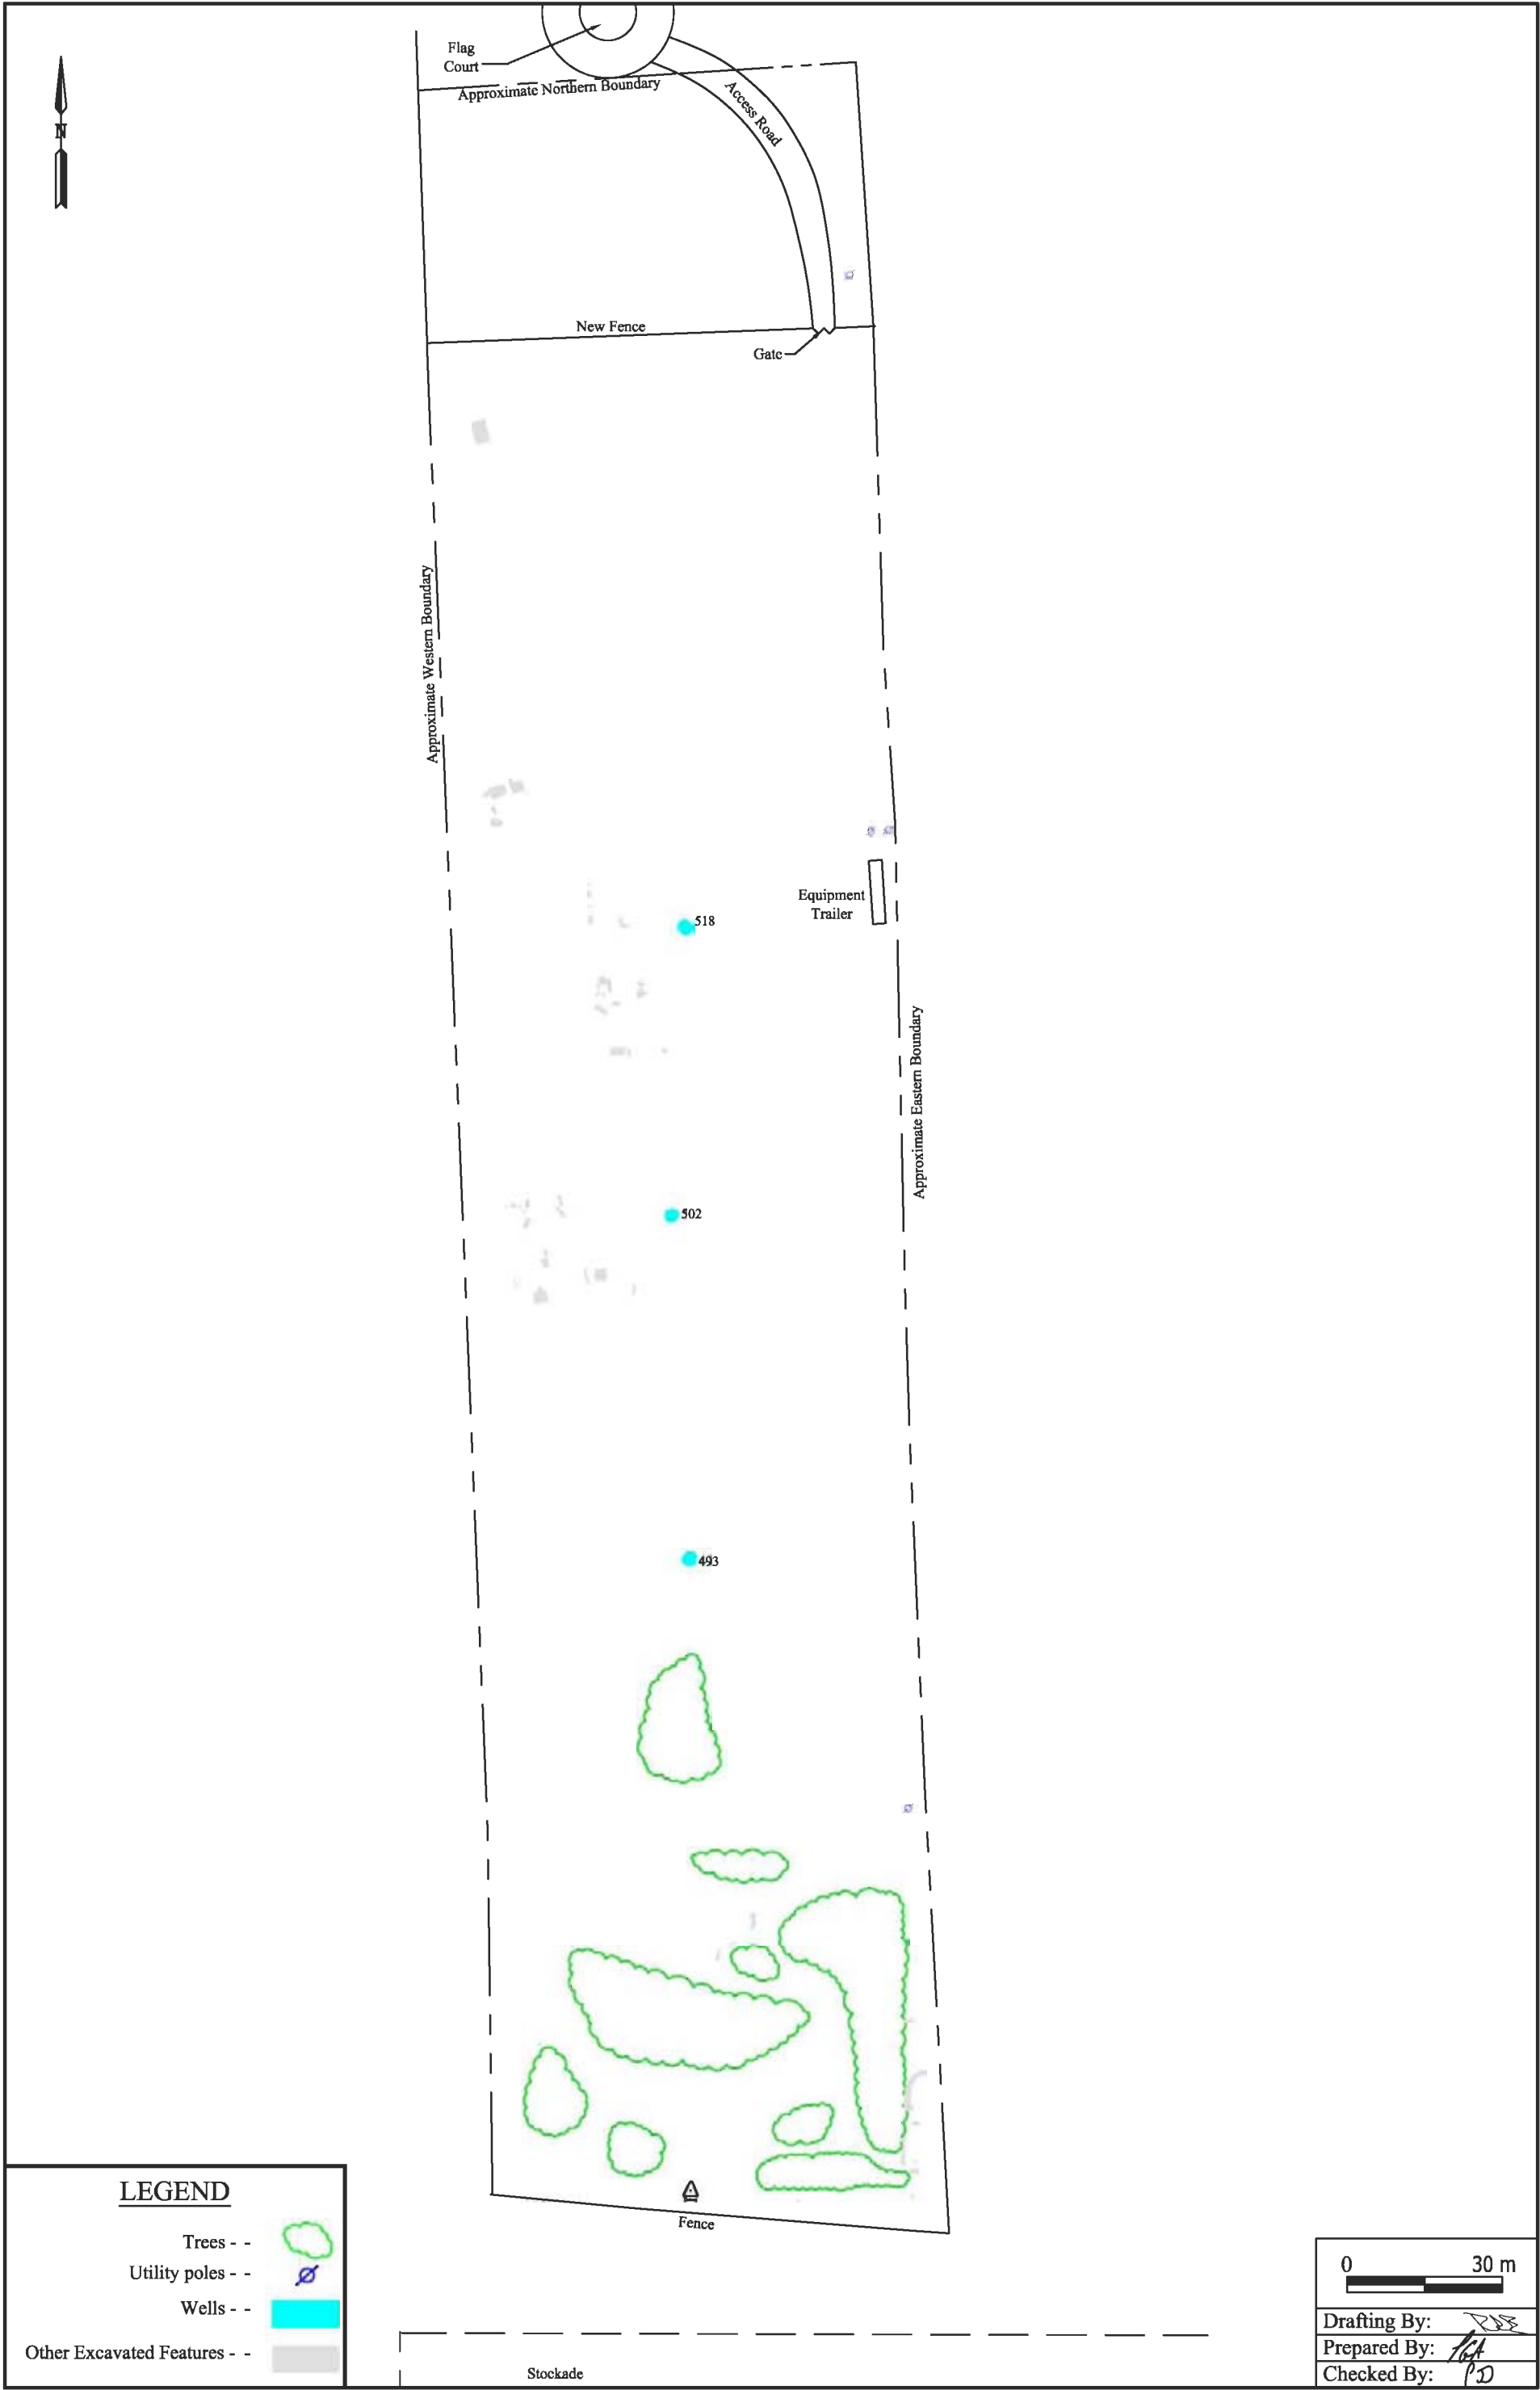 Flag
Court
Approximate Northern Boundary
Access Road
N
New Fence
Gate
Approximate Western Boundary
518
Equipment
Trailer
Approximate Eastern Boundary
502
493
Fence
LEGEND
Trees - -
Utility poles - -
Wells - -
Other Excavated Features - -
0 30 m
Drafting By:
Prepared By:
Checked By:
Stockade